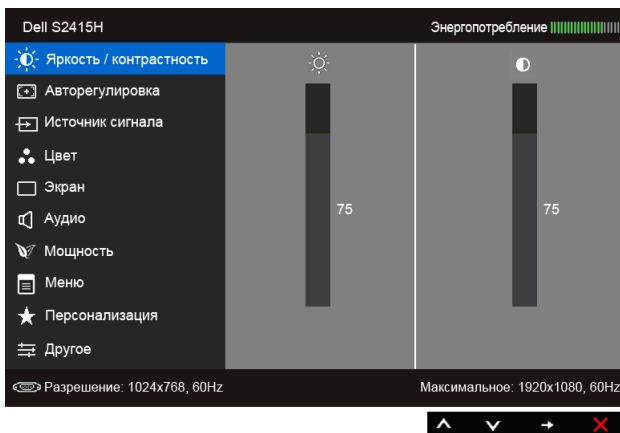 Dell S2415H
Энергопотребление
Яркость / контрастность
Авторегулировка
Источник сигнала
Цвет
Экран
Аудио
Мощность
Меню
Персонализация
Другое
75
75
Разрешение: 1024x768, 60Hz
Максимальное: 1920x1080, 60Hz